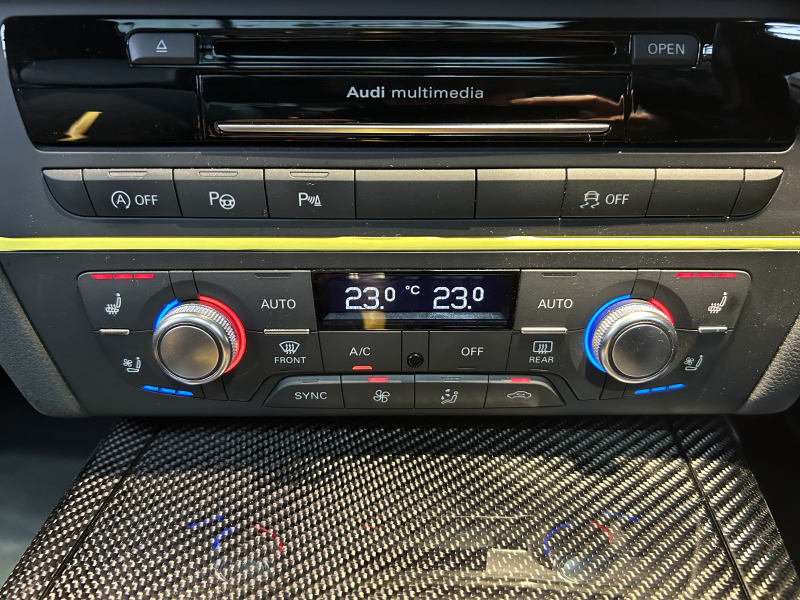 OPEN
Audi multimedia
A OFF P P OFF
AUTO 23.0 °C 23.0 AUTO
FRONT A/C OFF REAR
SYNC